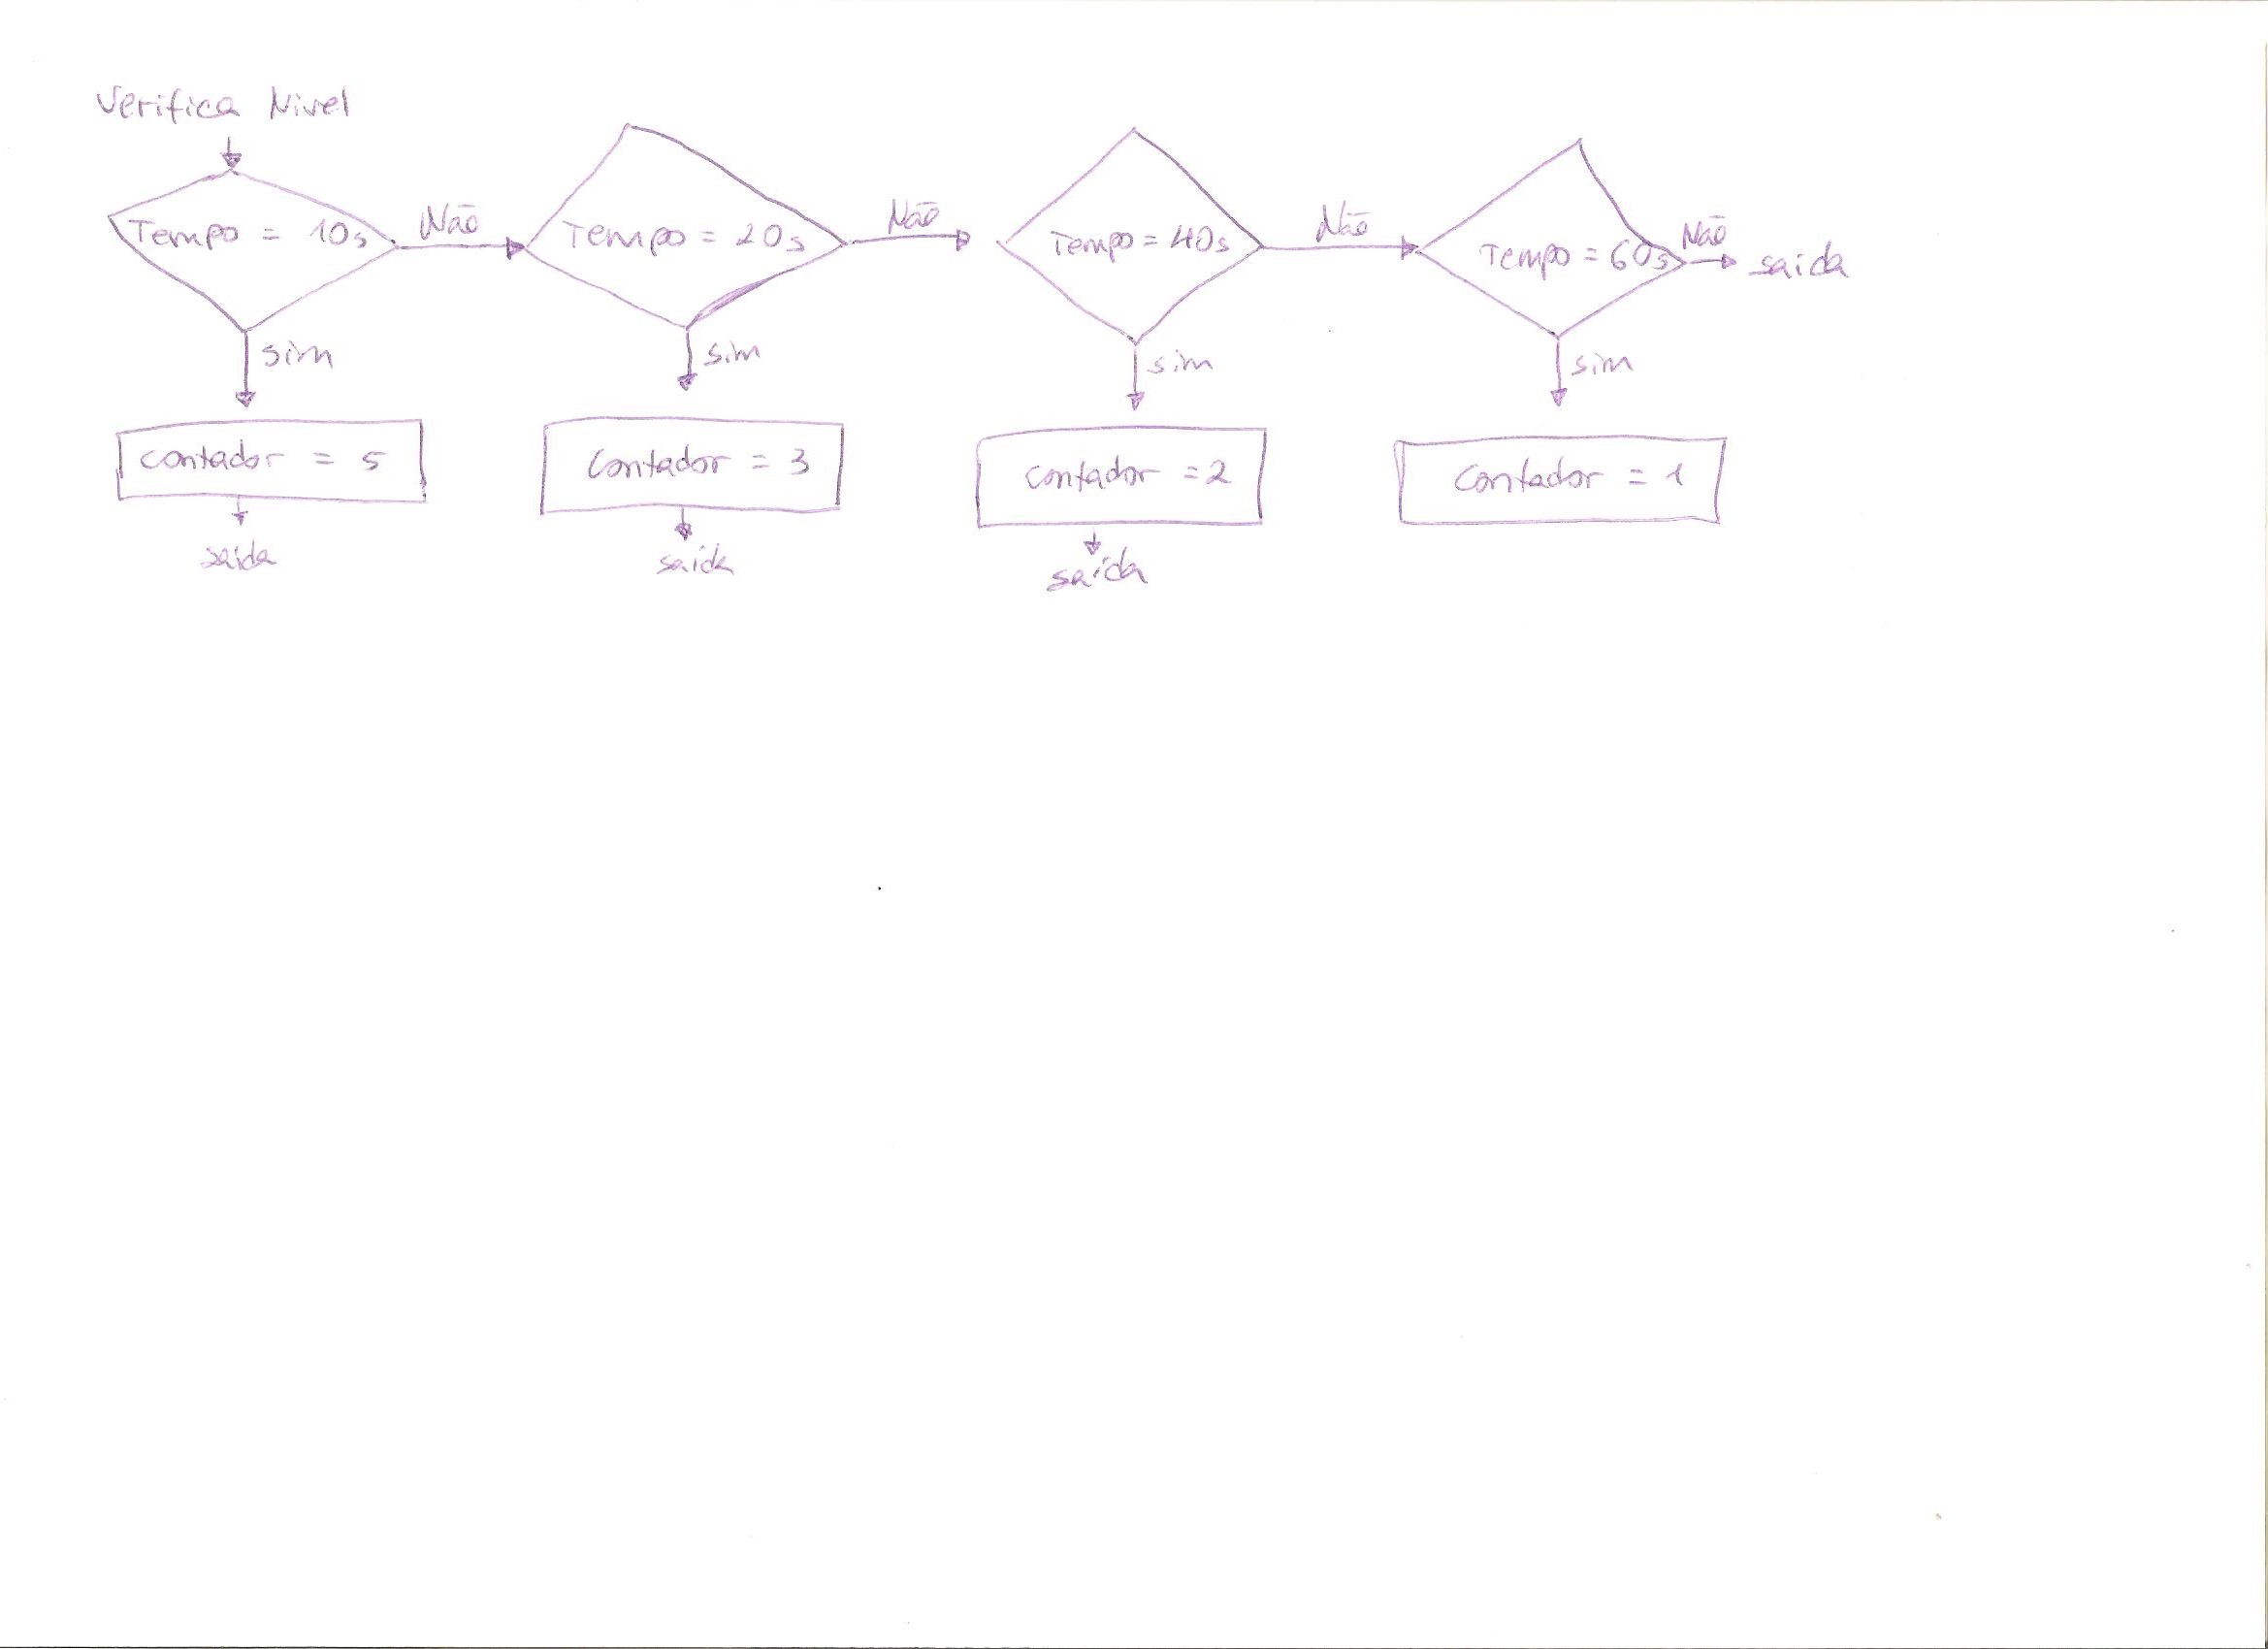 Verifica Nivel
Tempo = 10s
Não
Tempo = 20s
Não
Tempo = 40s
Não
Tempo = 60s
Não
saida
sim
sim
sim
sim
contador = 5
Contador = 3
contador = 2
Contador = 1
saida
saida
saida